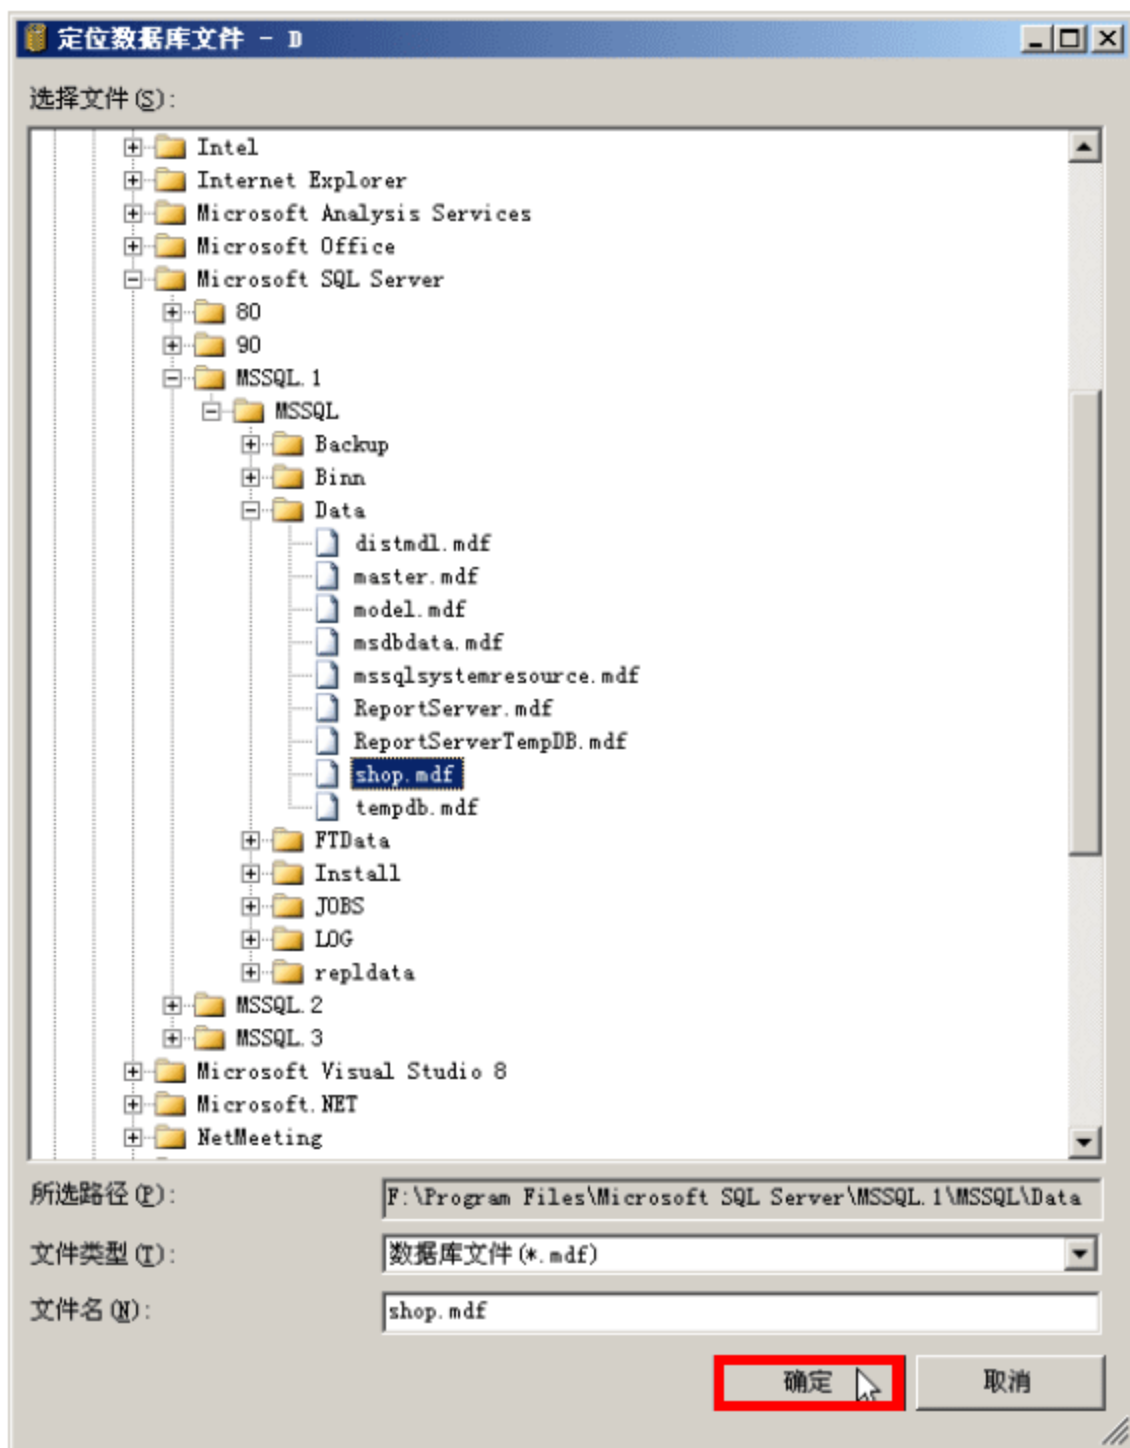 定位数据库文件 - D
选择文件(S):
Intel
Internet Explorer
Microsoft Analysis Services
Microsoft Office
Microsoft SQL Server
80
90
MSSQL.1
MSSQL
Backup
Binn
Data
distmdl.mdf
master.mdf
model.mdf
msdbdata.mdf
mssqlsystemresource.mdf
ReportServer.mdf
ReportServerTempDB.mdf
shop.mdf
tempdb.mdf
FTData
Install
JOBS
LOG
repldata
MSSQL.2
MSSQL.3
Microsoft Visual Studio 8
Microsoft.NET
NetMeeting
所选路径(P): F:\Program Files\Microsoft SQL Server\MSSQL.1\MSSQL\Data
文件类型(T): 数据库文件(*.mdf)
文件名(N): shop.mdf
确定 取消